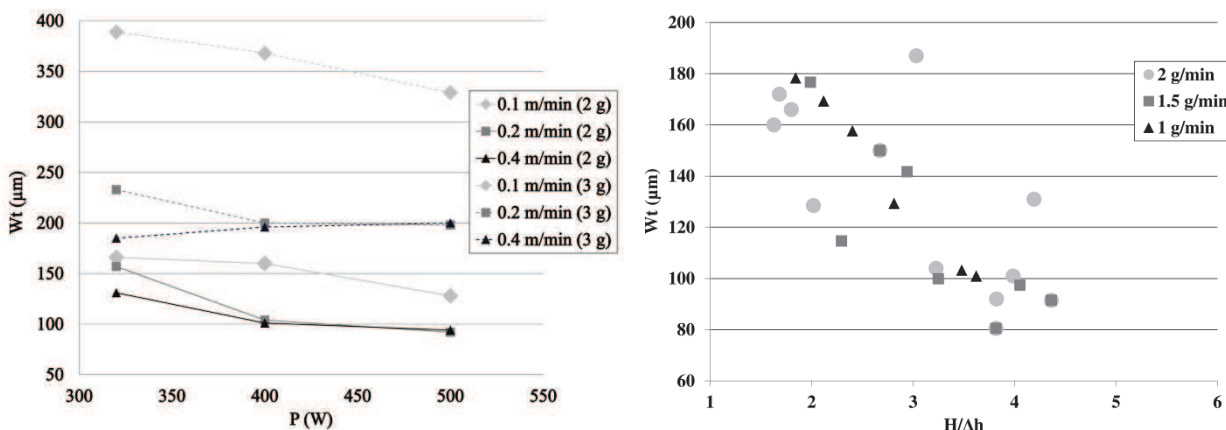 400
350
300
250
200
150
100
50
300
350
400
450
500
550
Wt (µm)
P (W)
0.1 m/min (2 g)
0.2 m/min (2 g)
0.4 m/min (2 g)
0.1 m/min (3 g)
0.2 m/min (3 g)
0.4 m/min (3 g)
200
180
160
140
120
100
80
60
1
2
3
4
5
6
Wt (µm)
H/Δh
2 g/min
1.5 g/min
1 g/min